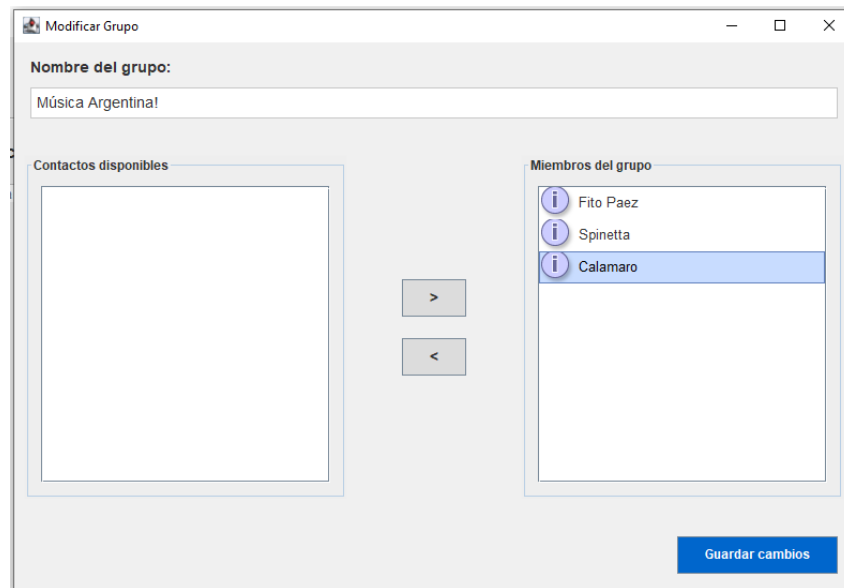 Modificar Grupo
Nombre del grupo:
Música Argentina!
Contactos disponibles
Miembros del grupo
i Fito Paez
i Spinetta
i Calamaro
>
<
Guardar cambios